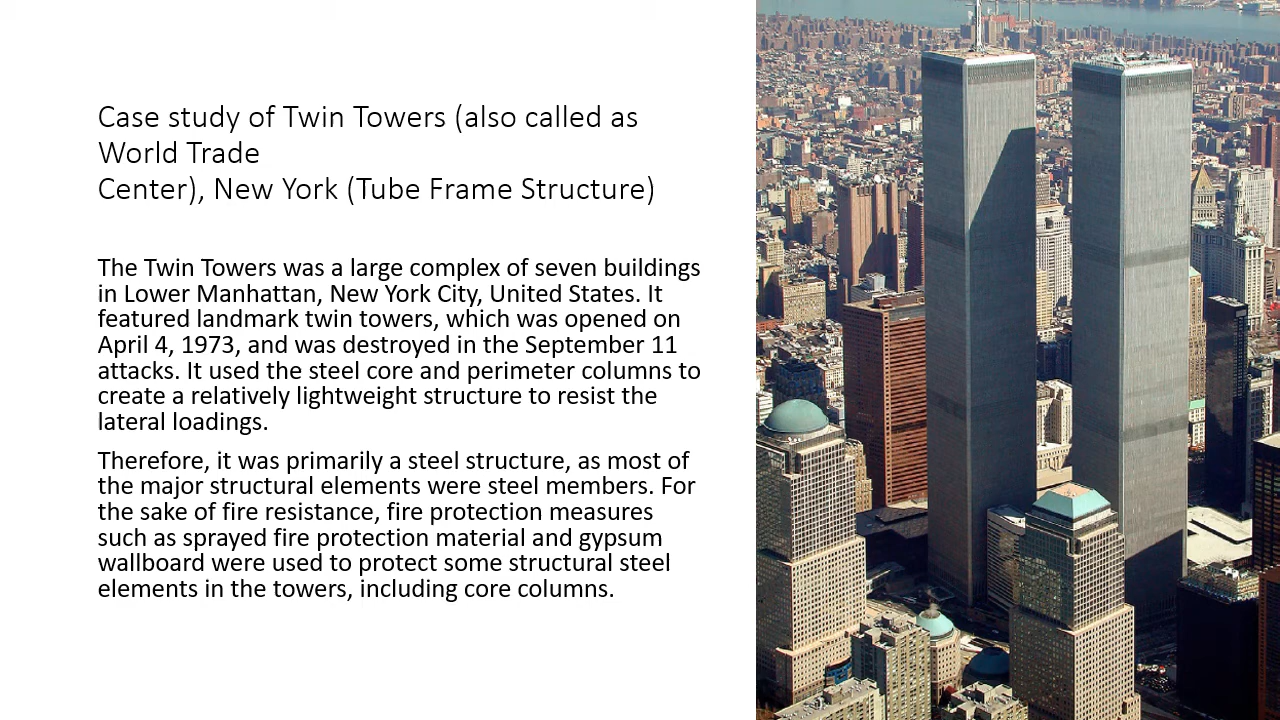 Case study of Twin Towers (also called as
World Trade
Center), New York (Tube Frame Structure)
The Twin Towers was a large complex of seven buildings
in Lower Manhattan, New York City, United States. It
featured landmark twin towers, which was opened on
April 4, 1973, and was destroyed in the September 11
attacks. It used the steel core and perimeter columns to
create a relatively lightweight structure to resist the
lateral loadings.
Therefore, it was primarily a steel structure, as most of
the major structural elements were steel members. For
the sake of fire resistance, fire protection measures
such as sprayed fire protection material and gypsum
wallboard were used to protect some structural steel
elements in the towers, including core columns.